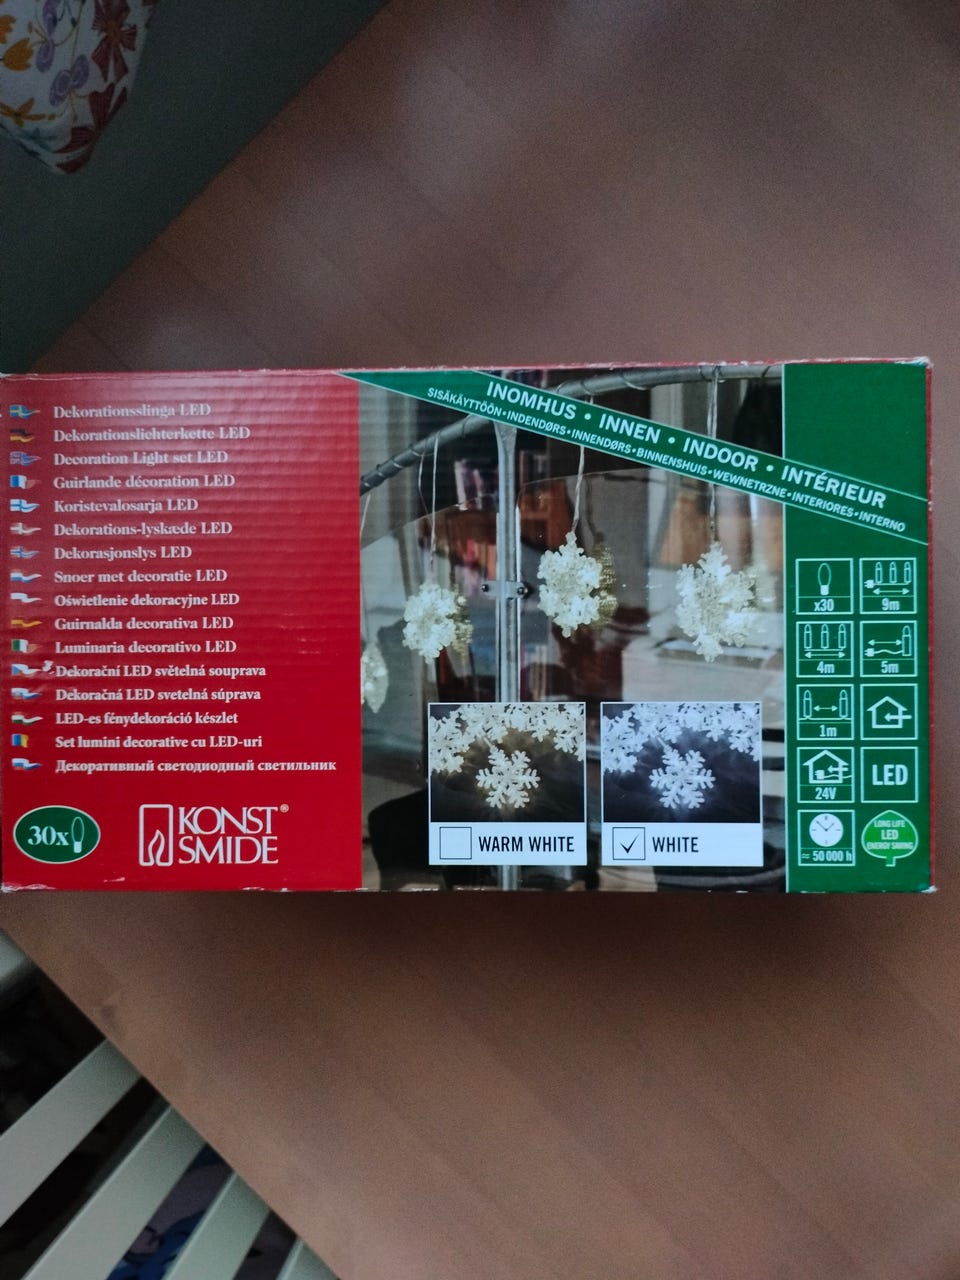 Dekorationsslinga LED
Dekorationslichterkette LED
Decoration Light set LED
Guirlande décoration LED
Koristevalosarja LED
Dekorations-lyskæde LED
Dekorasjonslys LED
Snoer met decoratie LED
Oświetlenie dekoracyjne LED
Guirnalda decorativa LED
Luminaria decorativo LED
Dekorační LED světelná souprava
Dekoračná LED svetelná súprava
LED-es fénydekoráció készlet
Set lumini decorative cu LED-uri
Декоративный светодиодный светильник
30x
KONST®
SMIDE
INOMHUS • INNEN • INDOOR • INTÉRIEUR
SISÄKÄYTTÖÖN • INDENDØRS • INNENDØRS • BINNENSHUIS • WEWNETRZNE • INTERIORES • INTERNO
WARM WHITE
WHITE
x30
9m
4m
5m
1m
24V
LED
≈ 50 000 h
LONG LIFE
LED
ENERGY SAVING